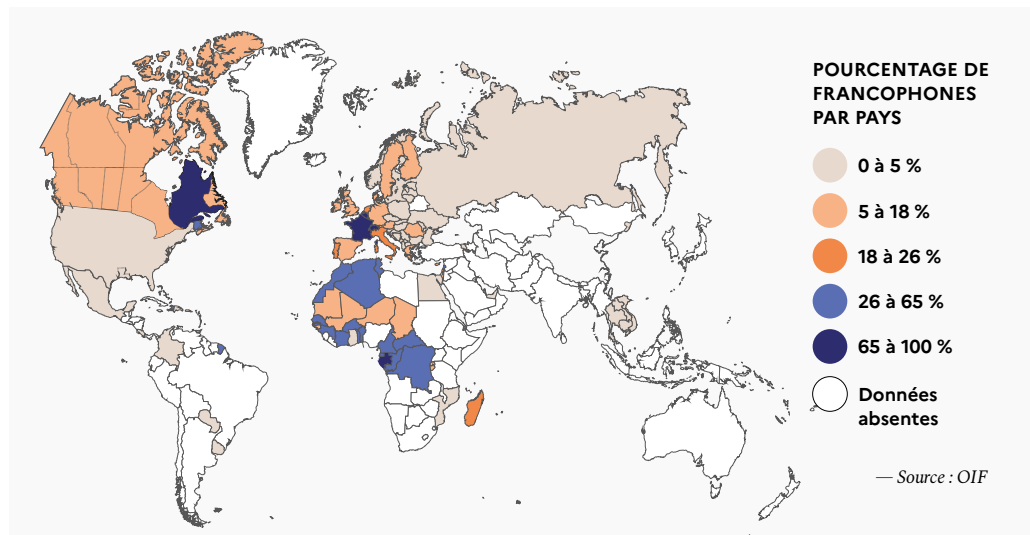 POURCENTAGE DE
FRANCOPHONES
PAR PAYS
0 à 5 %
5 à 18 %
18 à 26 %
26 à 65 %
65 à 100 %
Données
absentes
— Source : OIF